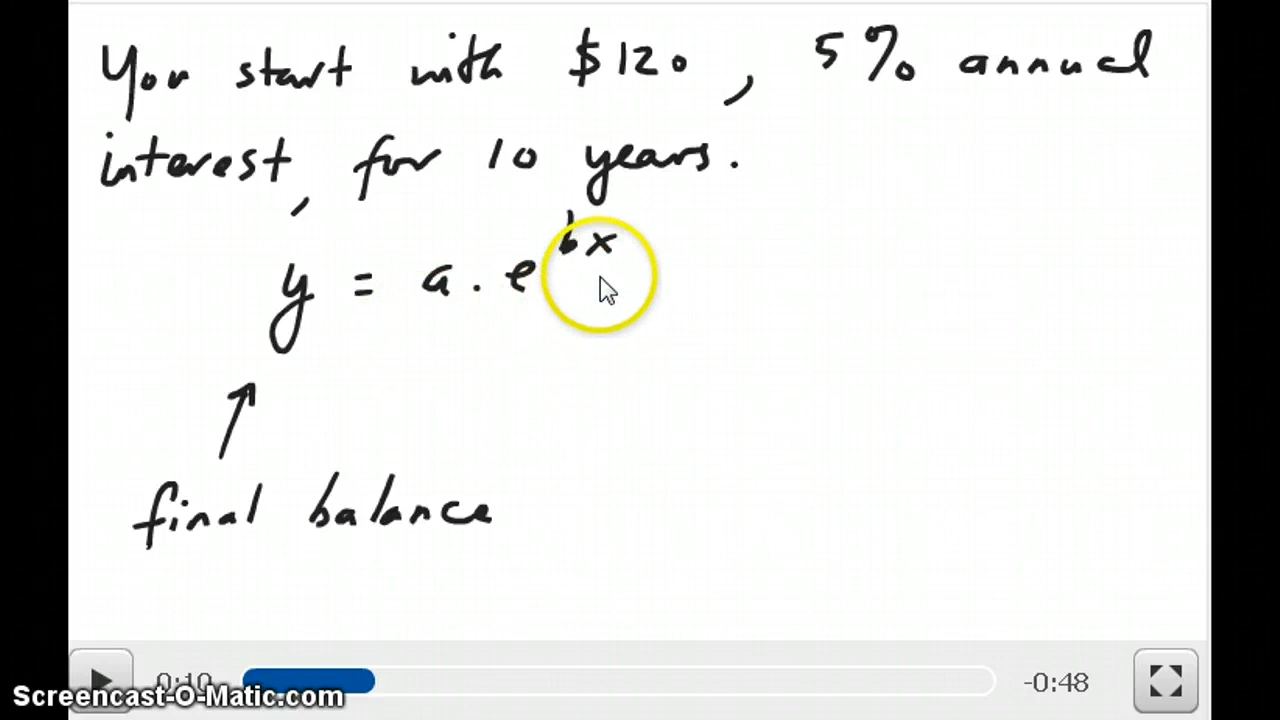 You start with $120, 5% annual
interest, for 10 years.
y = a . e^bx
final balance
0:10
-0:48
Screencast-O-Matic.com